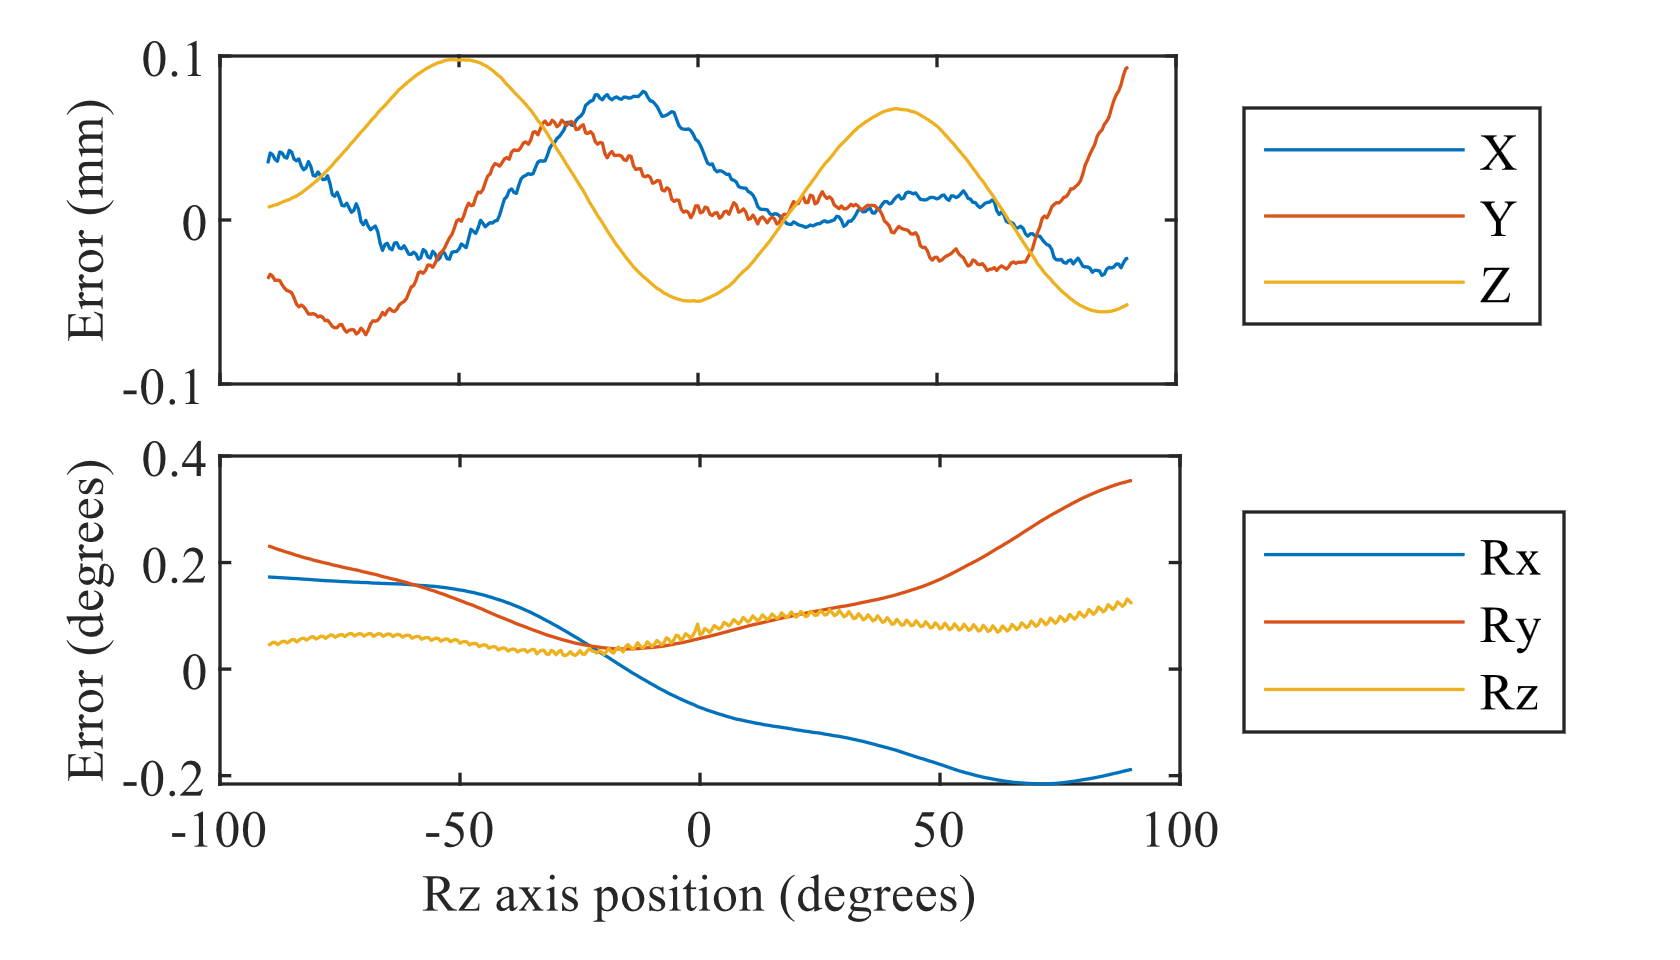 0.1
0
-0.1
Error (mm)
X
Y
Z
0.4
0.2
0
-0.2
Error (degrees)
Rx
Ry
Rz
-100 -50 0 50 100
Rz axis position (degrees)